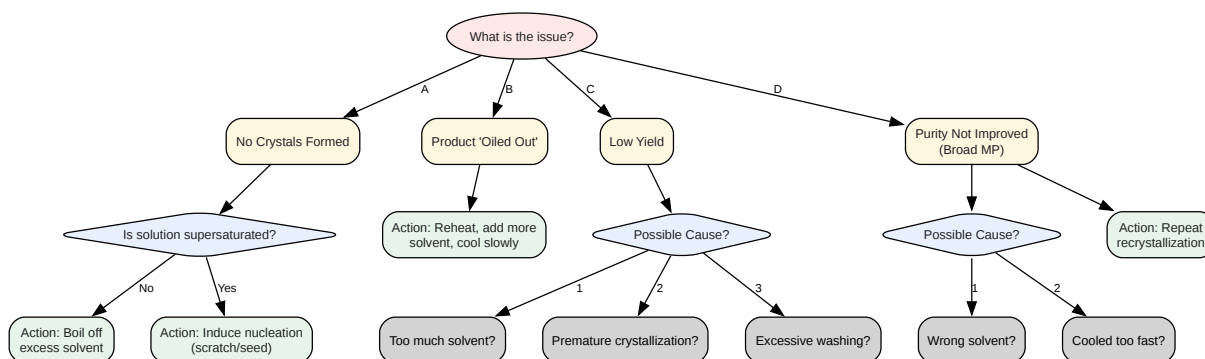 What is the issue?
A
B
C
D
No Crystals Formed
Product 'Oiled Out'
Low Yield
Purity Not Improved
(Broad MP)
Is solution supersaturated?
Action: Reheat, add more
solvent, cool slowly
Possible Cause?
Possible Cause?
Action: Repeat
recrystallization
No
Yes
1
2
3
1
2
Action: Boil off
excess solvent
Action: Induce nucleation
(scratch/seed)
Too much solvent?
Premature crystallization?
Excessive washing?
Wrong solvent?
Cooled too fast?